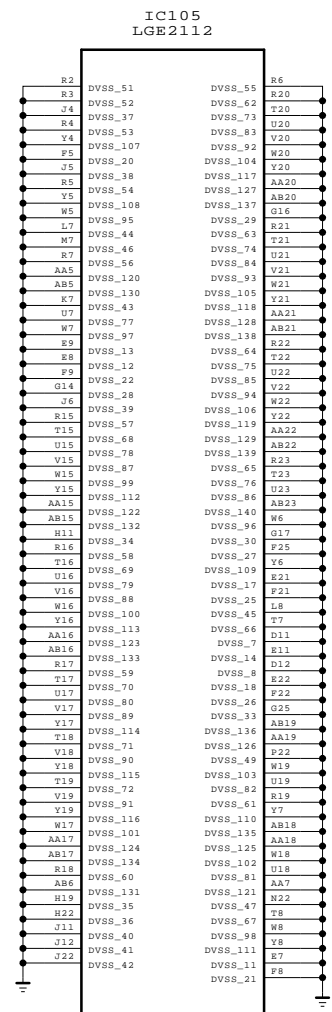 IC105
LGE2112
R2 R6
DVSS_51 DVSS_55
R3 R20
DVSS_52 DVSS_62
J4 T20
DVSS_37 DVSS_73
R4 U20
DVSS_53 DVSS_83
Y4 V20
DVSS_107 DVSS_92
F5 W20
DVSS_20 DVSS_104
J5 Y20
DVSS_38 DVSS_117
R5 AA20
DVSS_54 DVSS_127
Y5 AB20
DVSS_108 DVSS_137
W5 G16
DVSS_95 DVSS_29
L7 R21
DVSS_44 DVSS_63
M7 T21
DVSS_46 DVSS_74
R7 U21
DVSS_56 DVSS_84
AA5 V21
DVSS_120 DVSS_93
AB5 W21
DVSS_130 DVSS_105
K7 Y21
DVSS_43 DVSS_118
U7 AA21
DVSS_77 DVSS_128
W7 AB21
DVSS_97 DVSS_138
E9 R22
DVSS_13 DVSS_64
E8 T22
DVSS_12 DVSS_75
F9 U22
DVSS_22 DVSS_85
G14 V22
DVSS_28 DVSS_94
J6 W22
DVSS_39 DVSS_106
R15 Y22
DVSS_57 DVSS_119
T15 AA22
DVSS_68 DVSS_129
U15 AB22
DVSS_78 DVSS_139
V15 R23
DVSS_87 DVSS_65
W15 T23
DVSS_99 DVSS_76
Y15 U23
DVSS_112 DVSS_86
AA15 AB23
DVSS_122 DVSS_140
AB15 W6
DVSS_132 DVSS_96
H11 G17
DVSS_34 DVSS_30
R16 F25
DVSS_58 DVSS_27
T16 Y6
DVSS_69 DVSS_109
U16 E21
DVSS_79 DVSS_17
V16 F21
DVSS_88 DVSS_25
W16 L8
DVSS_100 DVSS_45
Y16 T7
DVSS_113 DVSS_66
AA16 D11
DVSS_123 DVSS_7
AB16 E11
DVSS_133 DVSS_14
R17 D12
DVSS_59 DVSS_8
T17 E22
DVSS_70 DVSS_18
U17 F22
DVSS_80 DVSS_26
V17 G25
DVSS_89 DVSS_33
Y17 AB19
DVSS_114 DVSS_136
T18 AA19
DVSS_71 DVSS_126
V18 P22
DVSS_90 DVSS_49
Y18 W19
DVSS_115 DVSS_103
T19 U19
DVSS_72 DVSS_82
V19 R19
DVSS_91 DVSS_61
Y19 Y7
DVSS_116 DVSS_110
W17 AB18
DVSS_101 DVSS_135
AA17 AA18
DVSS_124 DVSS_125
AB17 W18
DVSS_134 DVSS_102
R18 U18
DVSS_60 DVSS_81
AB6 AA7
DVSS_131 DVSS_121
H19 N22
DVSS_35 DVSS_47
H22 T8
DVSS_36 DVSS_67
J11 W8
DVSS_40 DVSS_98
J12 Y8
DVSS_41 DVSS_111
J22 E7
DVSS_42 DVSS_11
F8
DVSS_21